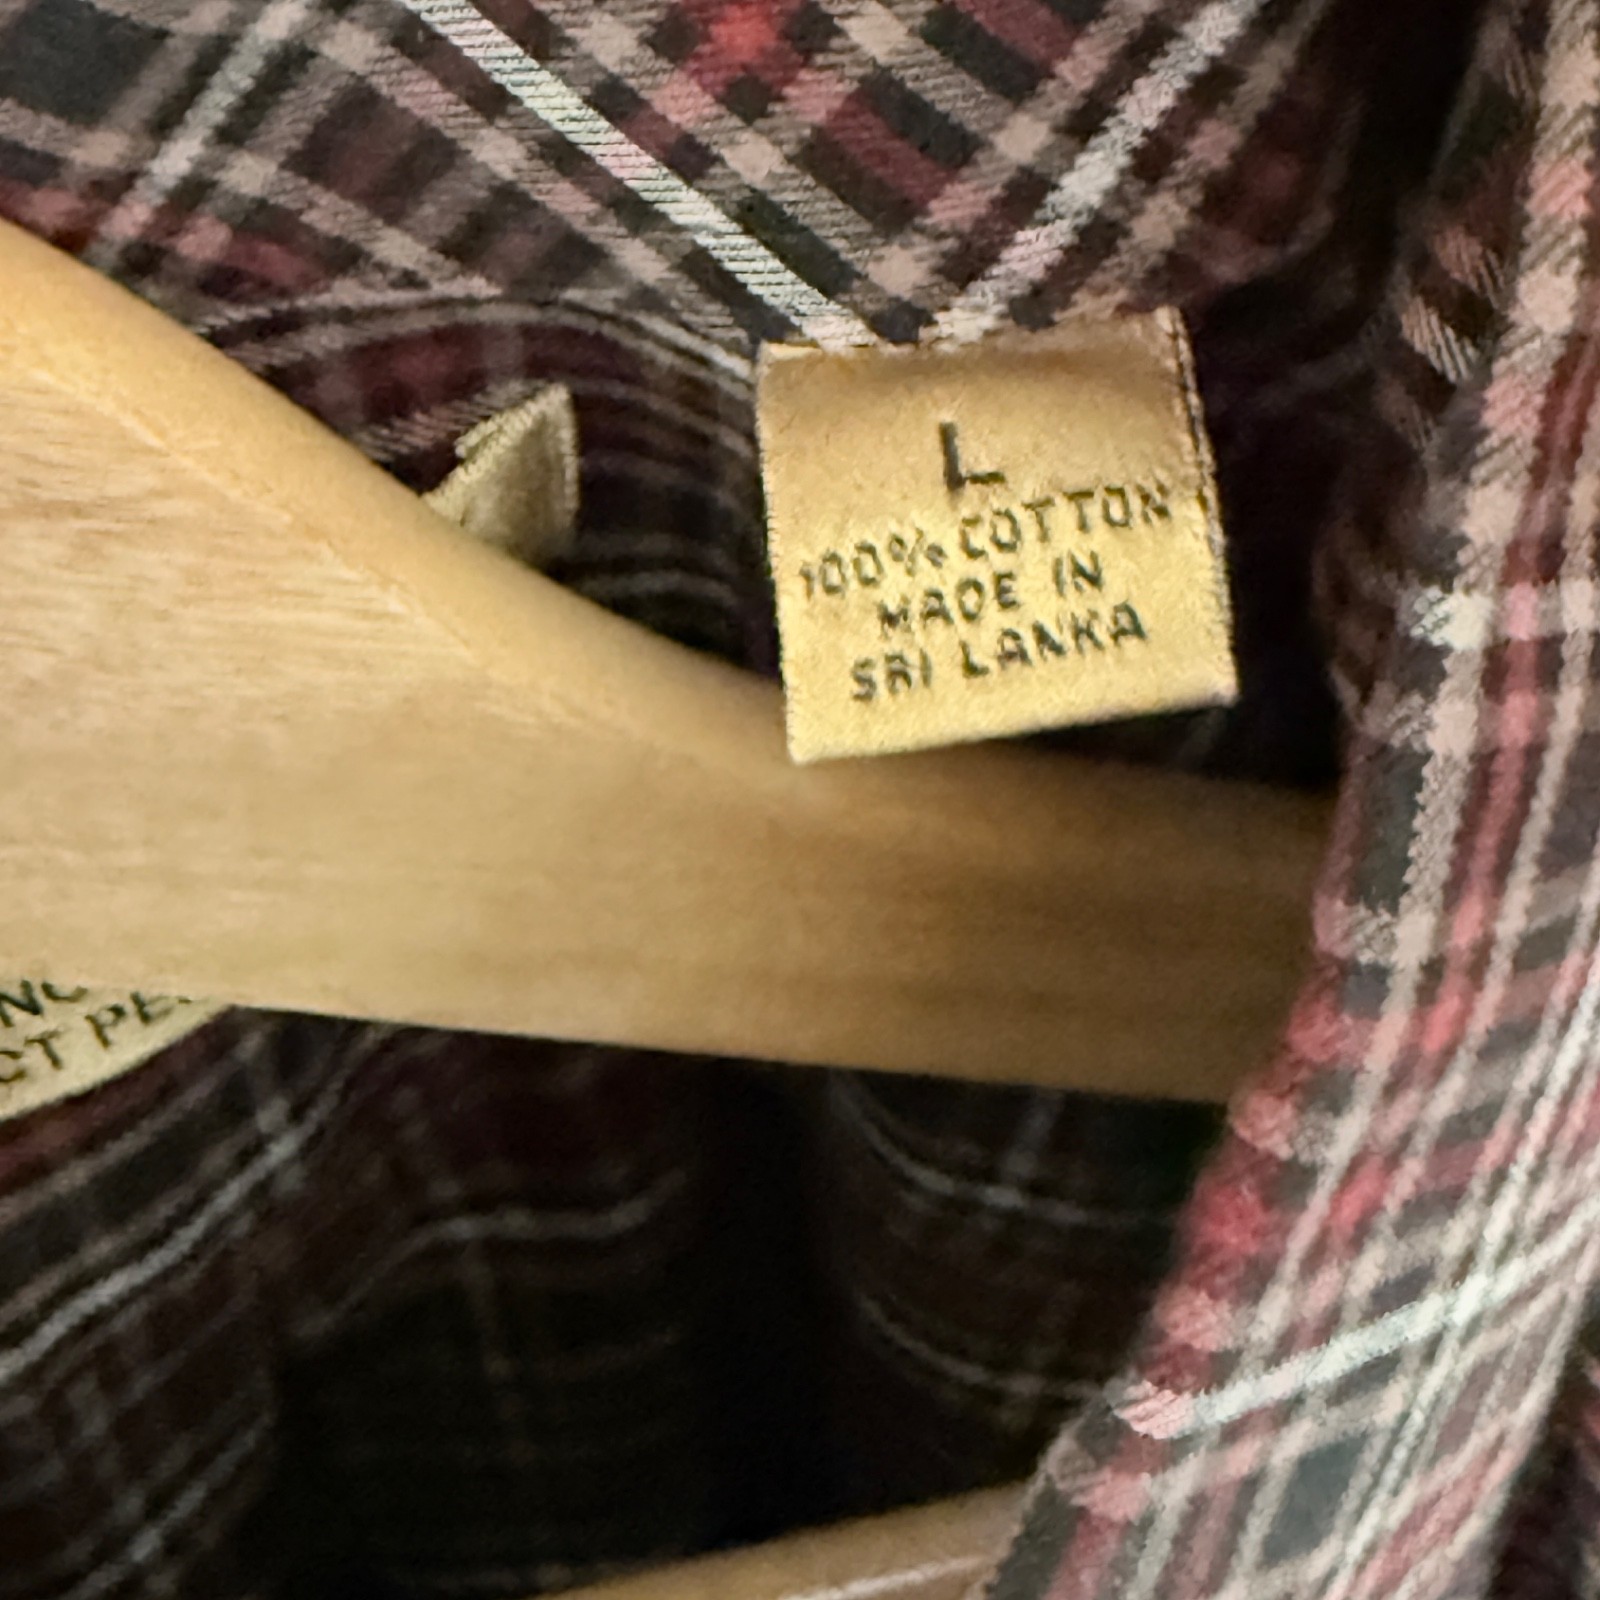 L
100% COTTON
MADE IN
SRI LANKA